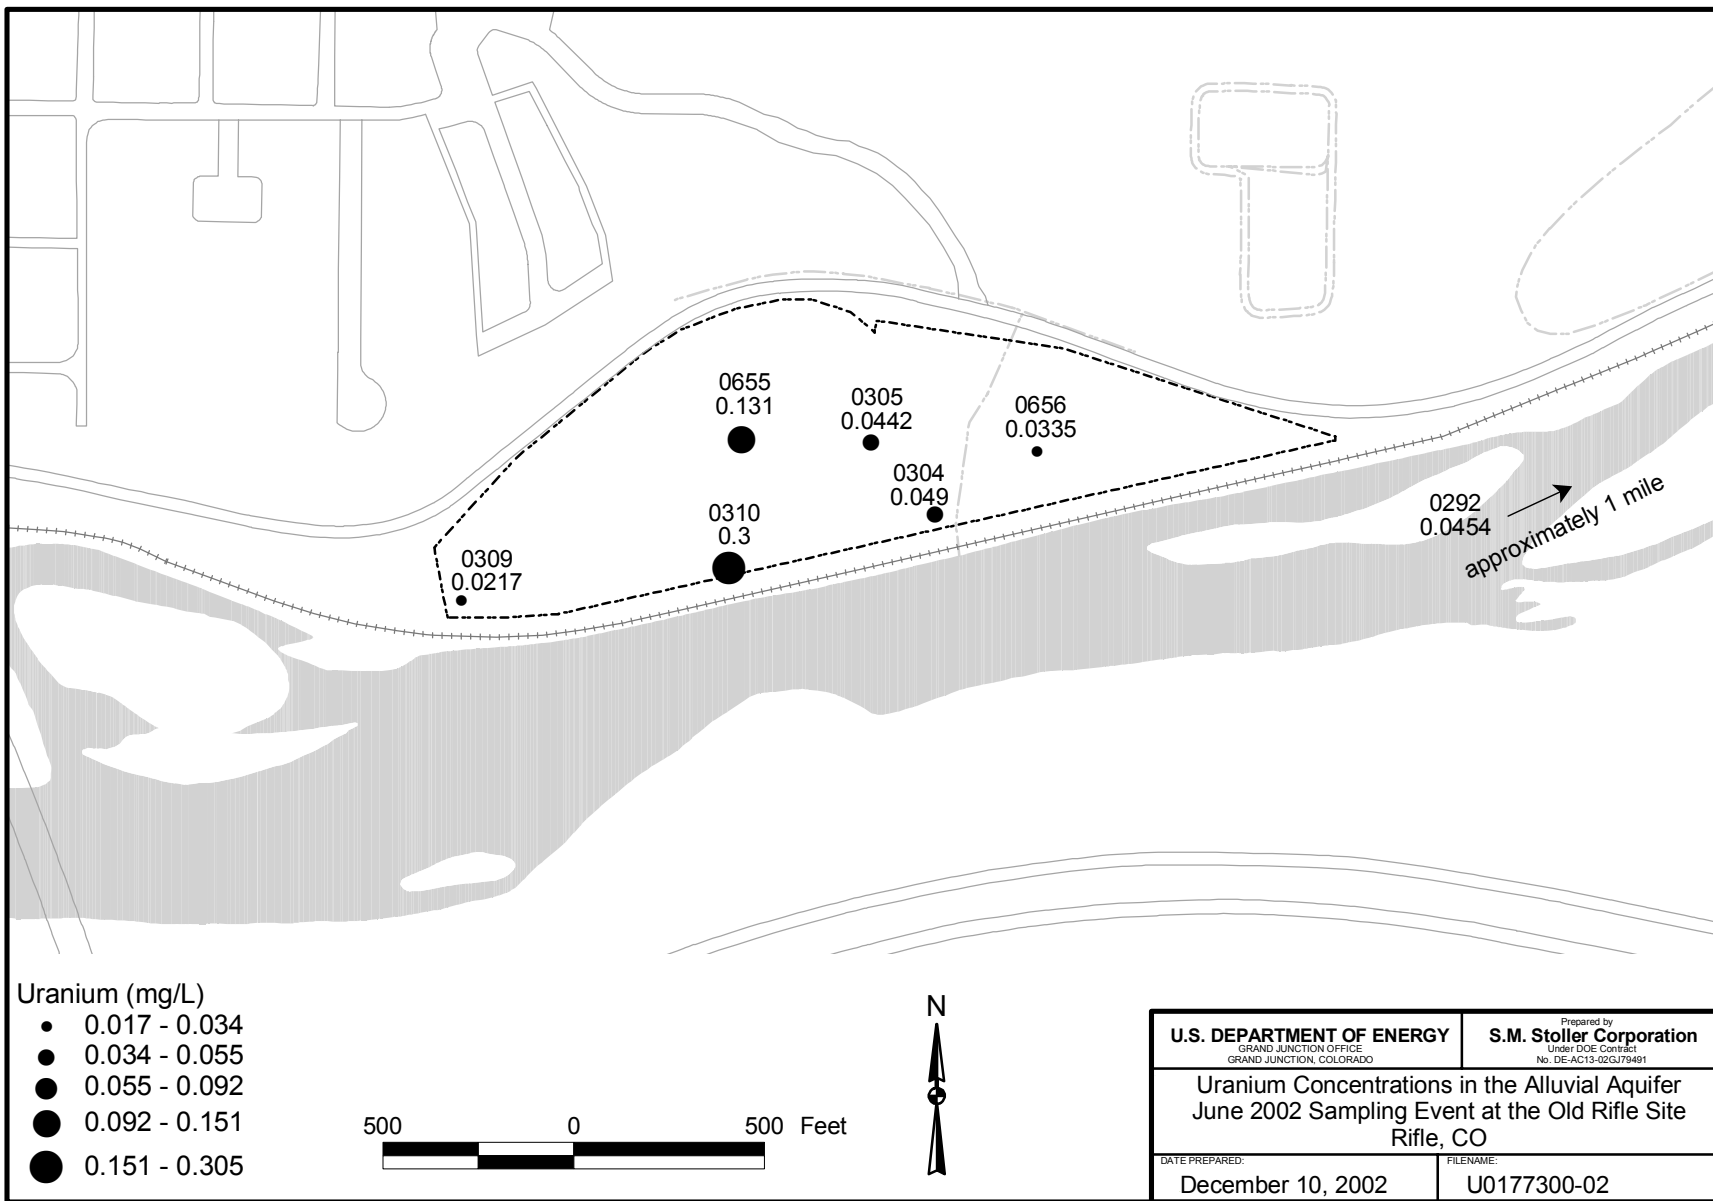 0655
0.131
0305
0.0442
0656
0.0335
0304
0.049
0310
0.3
0309
0.0217
0292
0.0454
approximately 1 mile
Uranium (mg/L)
0.017 - 0.034
0.034 - 0.055
0.055 - 0.092
0.092 - 0.151
0.151 - 0.305
500 0 500 Feet
N
U.S. DEPARTMENT OF ENERGY
GRAND JUNCTION OFFICE
GRAND JUNCTION, COLORADO
Prepared by
S.M. Stoller Corporation
Under DOE Contract
No. DE-AC13-02GJ79491
Uranium Concentrations in the Alluvial Aquifer
June 2002 Sampling Event at the Old Rifle Site
Rifle, CO
DATE PREPARED:
December 10, 2002
FILENAME:
U0177300-02